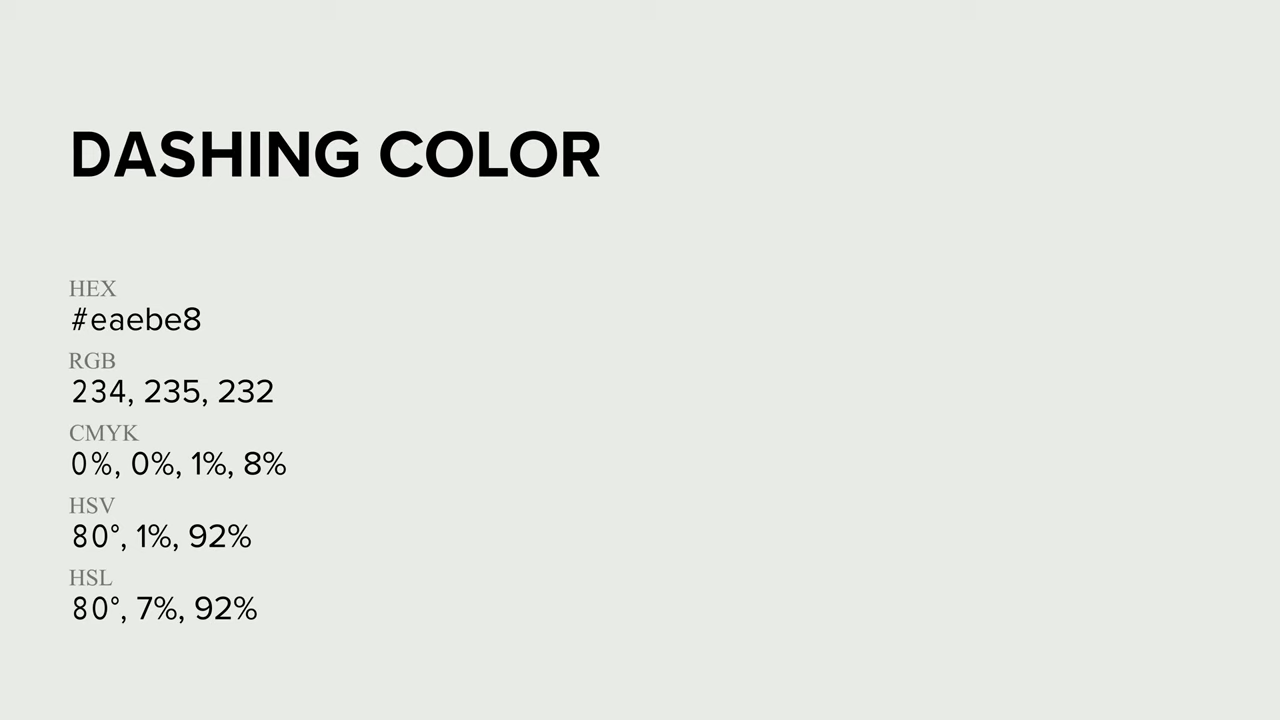 DASHING COLOR
HEX
#eaebe8
RGB
234, 235, 232
CMYK
0%, 0%, 1%, 8%
HSV
80°, 1%, 92%
HSL
80°, 7%, 92%